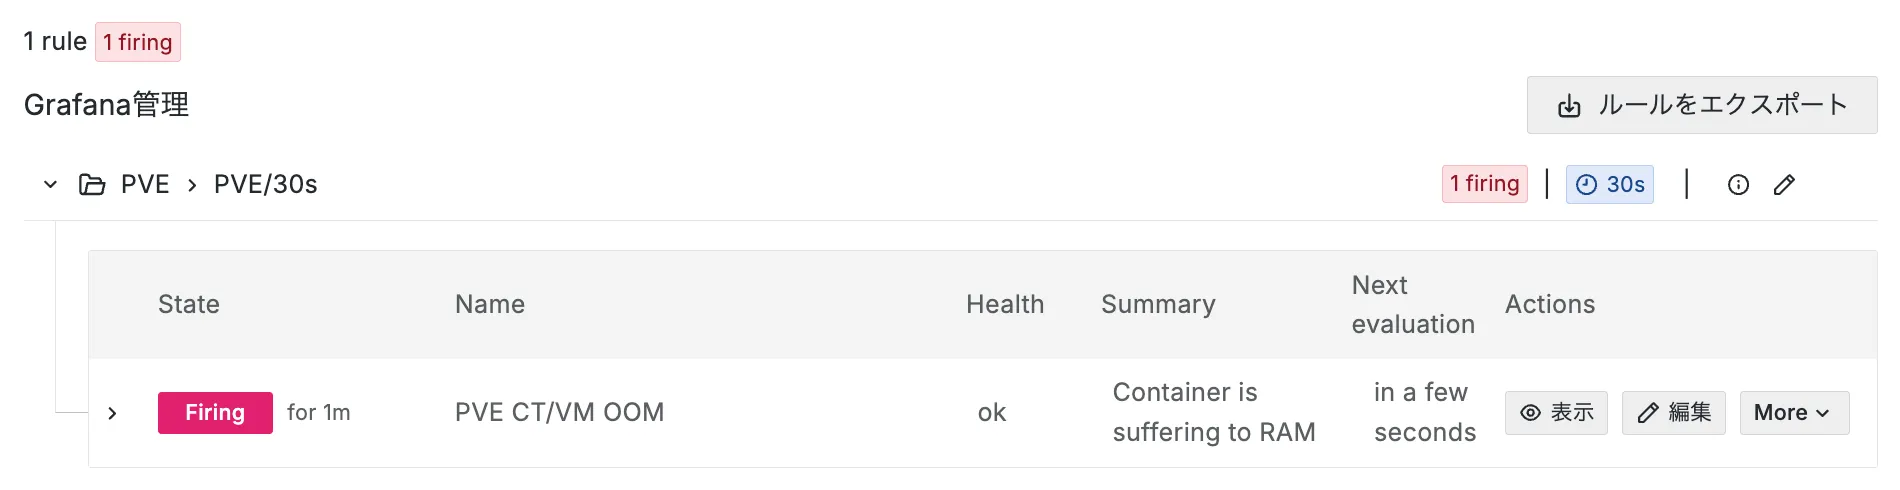 1 rule 1 firing
Grafana管理
ルールをエクスポート
PVE > PVE/30s
1 firing | 30s |
State Name Health Summary Next evaluation Actions
Firing for 1m PVE CT/VM OOM ok Container is suffering to RAM in a few seconds 表示 編集 More